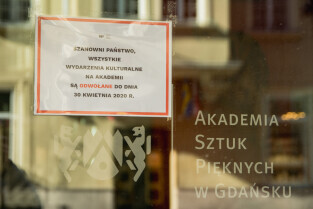 SZANOWNI PAŃSTWO,
WSZYSTKIE
WYDARZENIA KULTURALNE
NA AKADEMII
SĄ ODWOŁANE DO DNIA
30 KWIETNIA 2020 R.
AKADEMIA
SZTUK
PIĘKNYCH
W GDAŃSKU